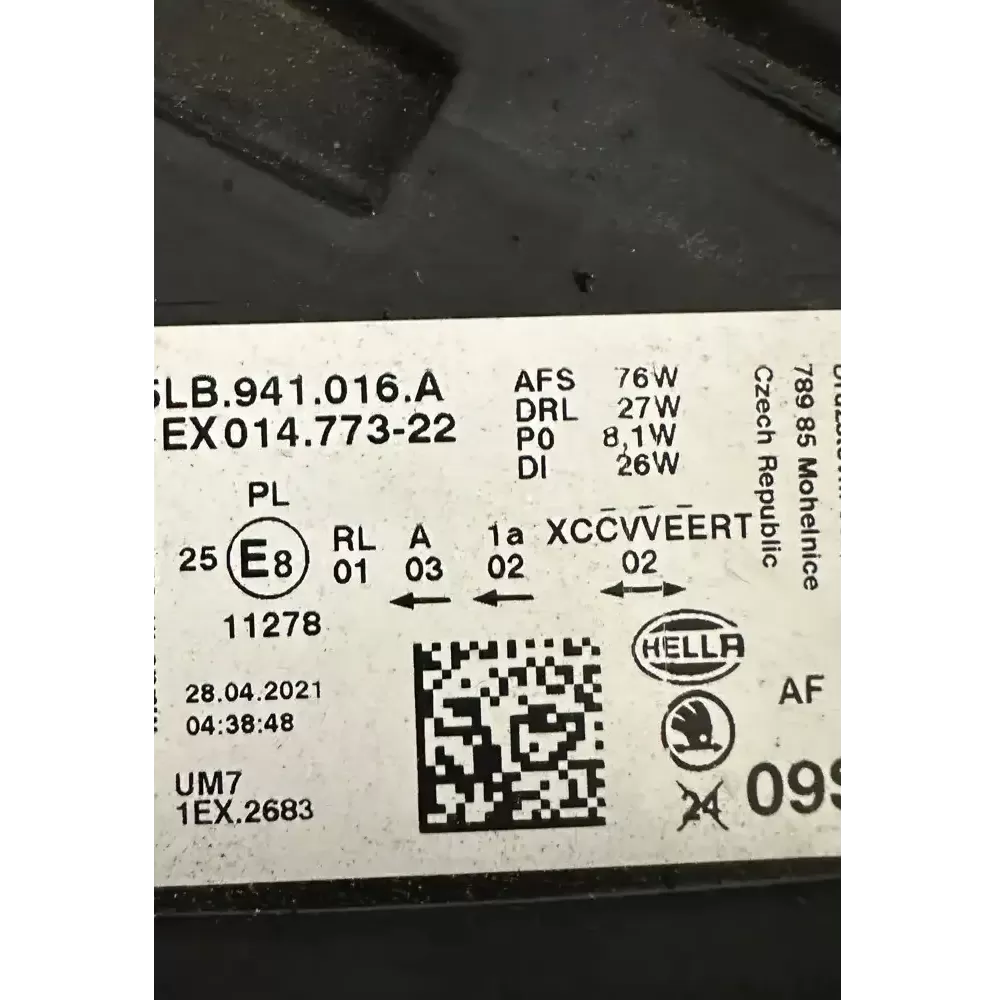 5LB.941.016.A
EX014.773-22
AFS 76W
DRL 27W
P0 8,1W
DI 26W
789 85 Mohelnice
Czech Republic
PL
25 E8
11278
RL
01
A
03
1a
02
XCC̄VVĒĒRT
02
HELLA
AF
28.04.2021
04:38:48
24
UM7
1EX.2683